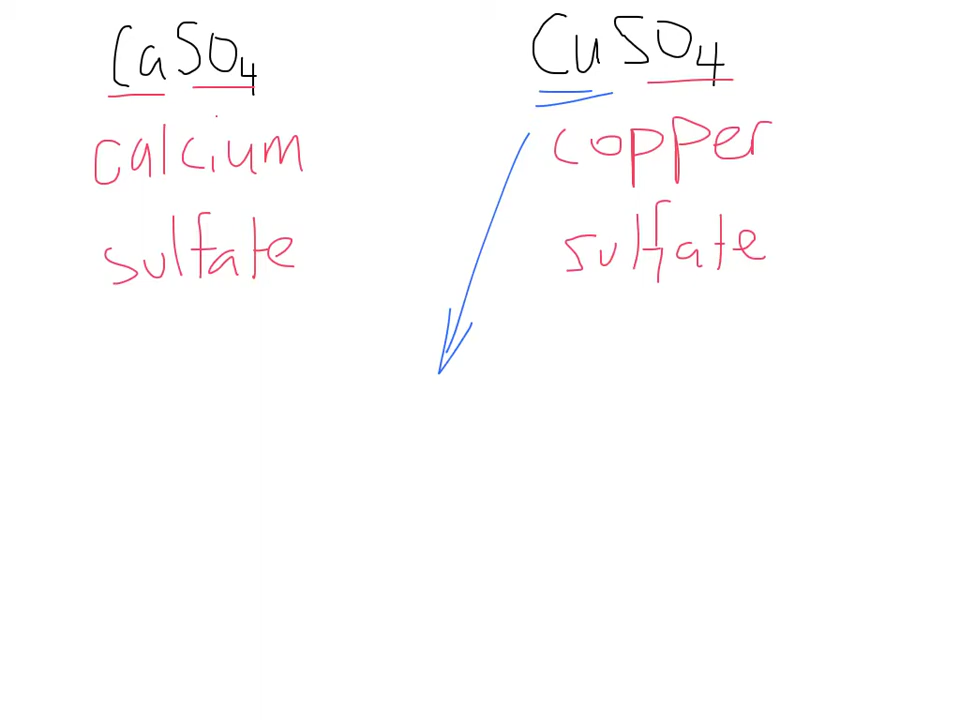 CaSO4
calcium
sulfate
CuSO4
copper
sulfate